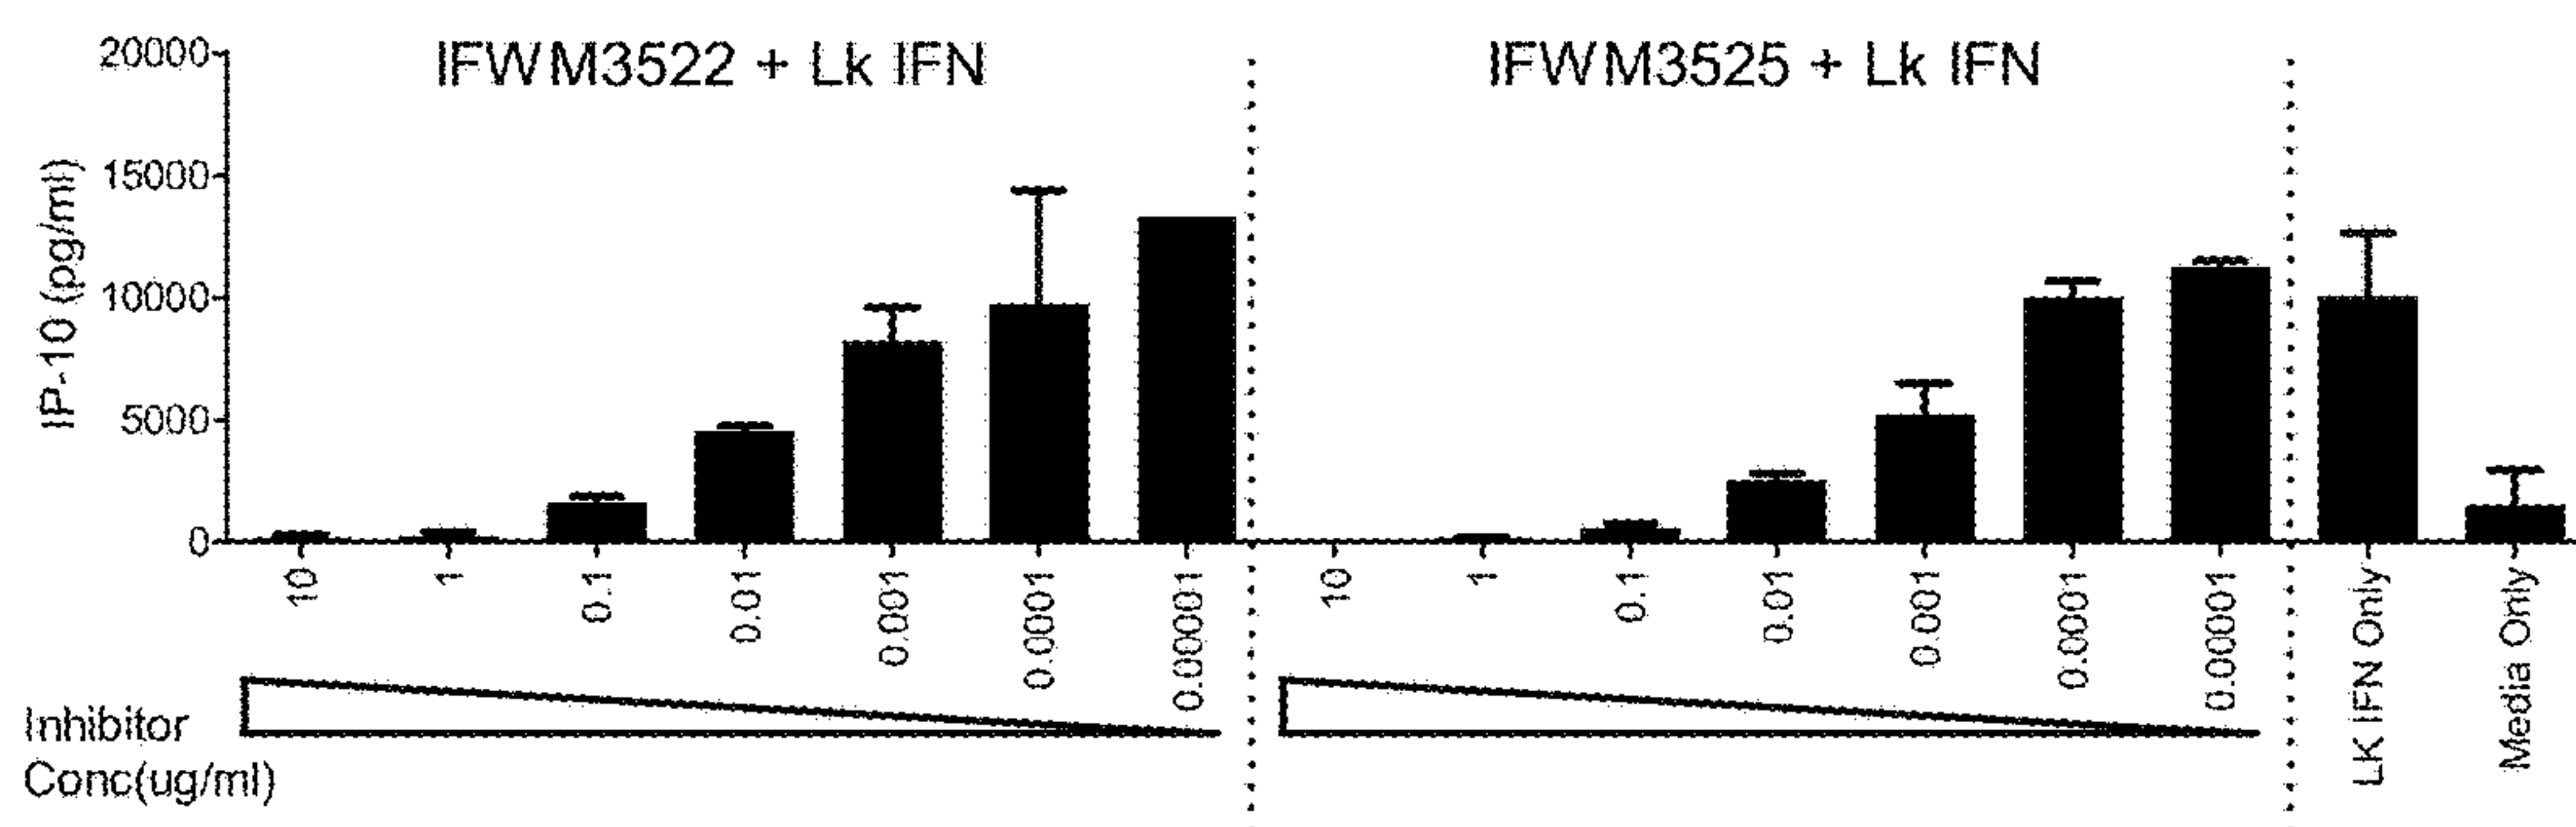 IFWM3522 + Lk IFN
IFWM3525 + Lk IFN
IP-10 (pg/ml)
20000
15000
10000
5000
0
10
1
0.1
0.01
0.001
0.0001
0.00001
10
1
0.1
0.01
0.001
0.0001
0.00001
LK IFN Only
Media Only
Inhibitor
Conc(ug/ml)